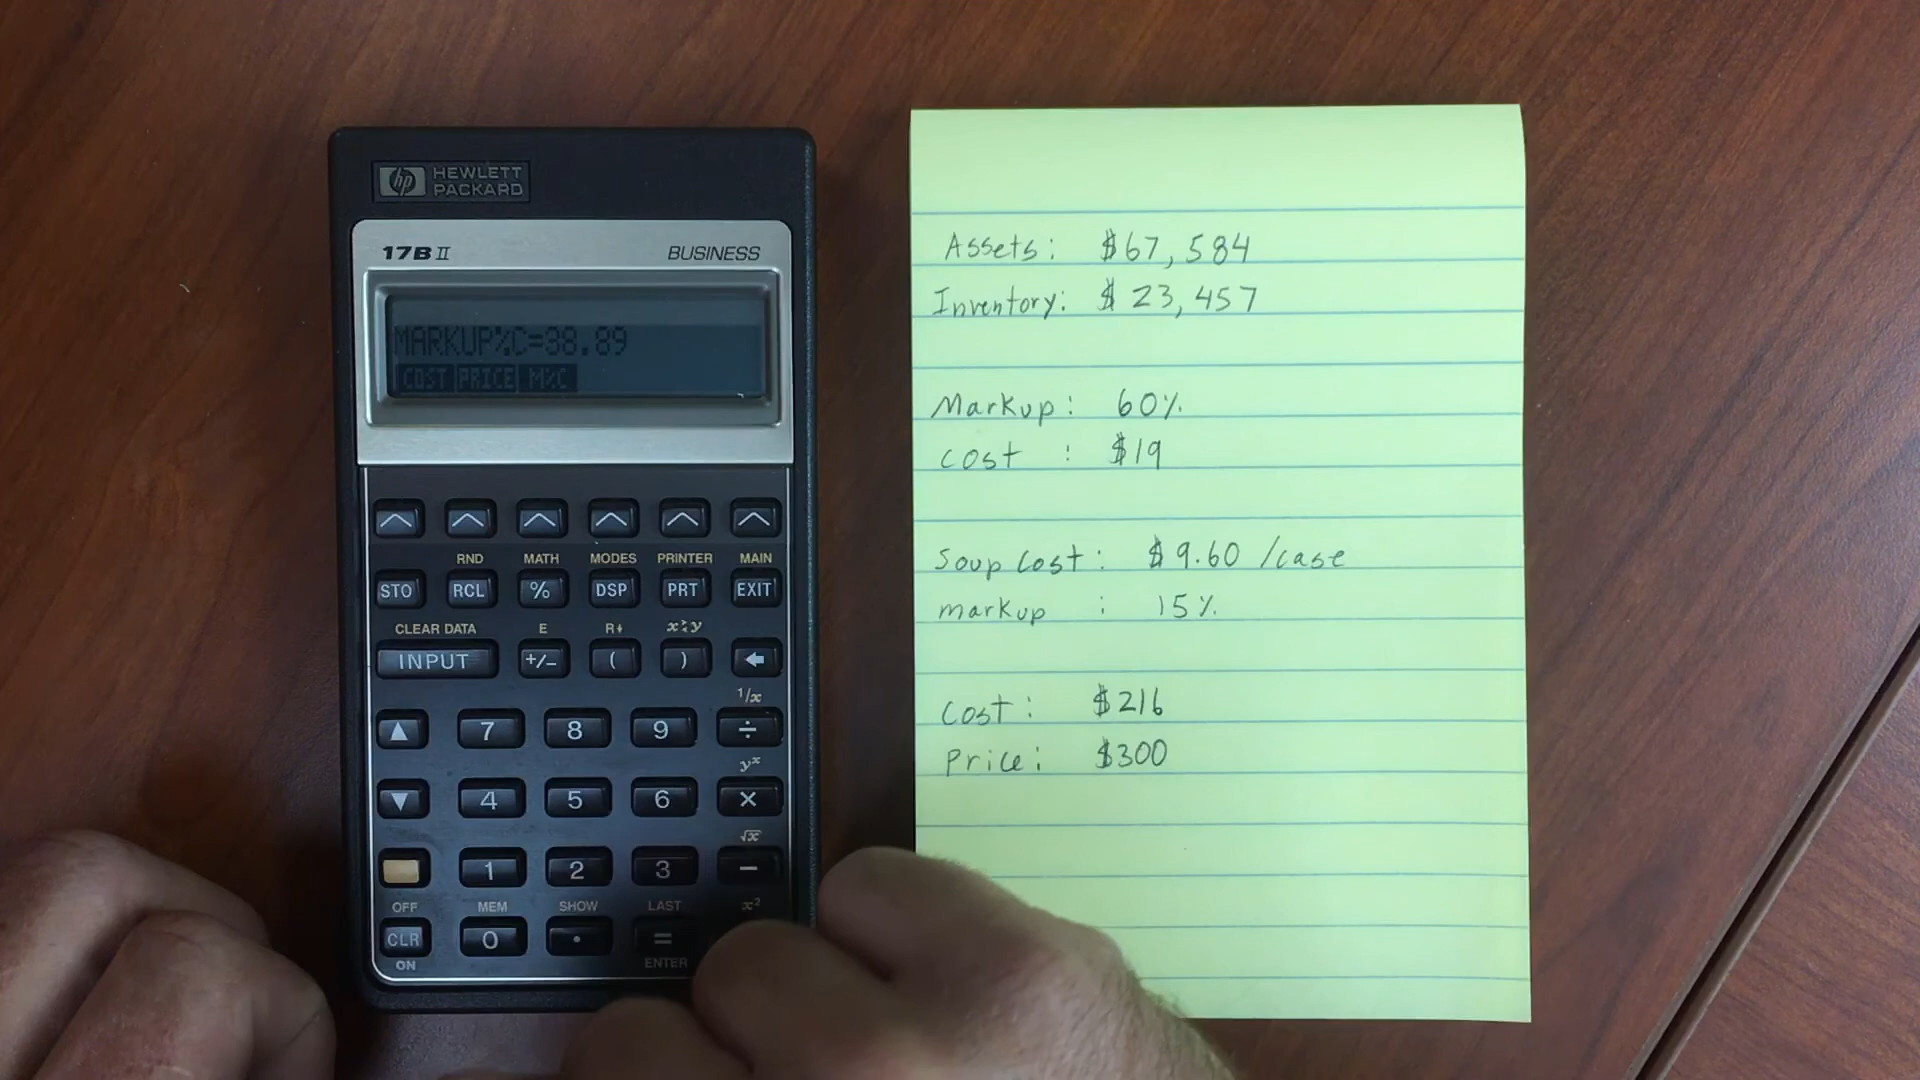 hp HEWLETT PACKARD
17BII BUSINESS
MARKUP%C=38.89
COST PRICE M%C
RND MATH MODES PRINTER MAIN
STO RCL % DSP PRT EXIT
CLEAR DATA E R↓ x≷y
INPUT +/- ( ) ←
1/x
▲ 7 8 9 ÷
yˣ
▼ 4 5 6 ×
√x
1 2 3 −
OFF MEM SHOW LAST x²
CLR 0 · =
ON ENTER
Assets: $67,584
Inventory: $23,457
Markup: 60%
Cost : $19
Soup Cost: $9.60 /case
markup : 15%
Cost: $216
Price: $300